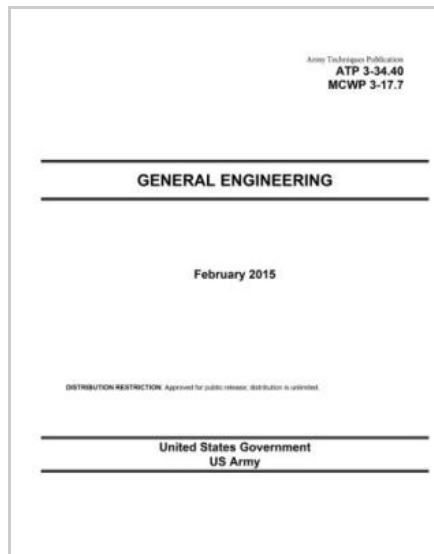 Army Techniques Publication
ATP 3-34.40
MCWP 3-17.7
GENERAL ENGINEERING
February 2015
DISTRIBUTION RESTRICTION: Approved for public release; distribution is unlimited.
United States Government
US Army